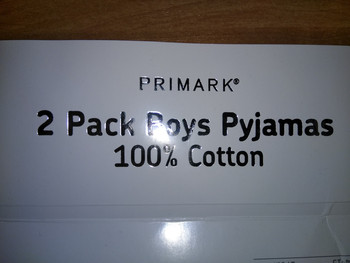 PRIMARK®
2 Pack Boys Pyjamas
100% Cotton